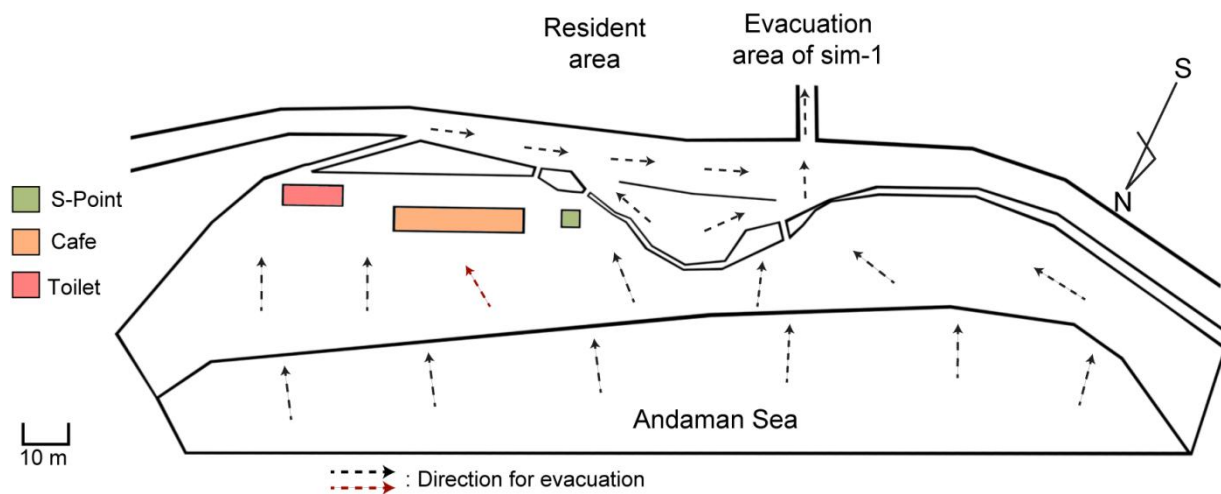 Resident
area
Evacuation
area of sim-1
S
N
S-Point
Cafe
Toilet
Andaman Sea
10 m
: Direction for evacuation